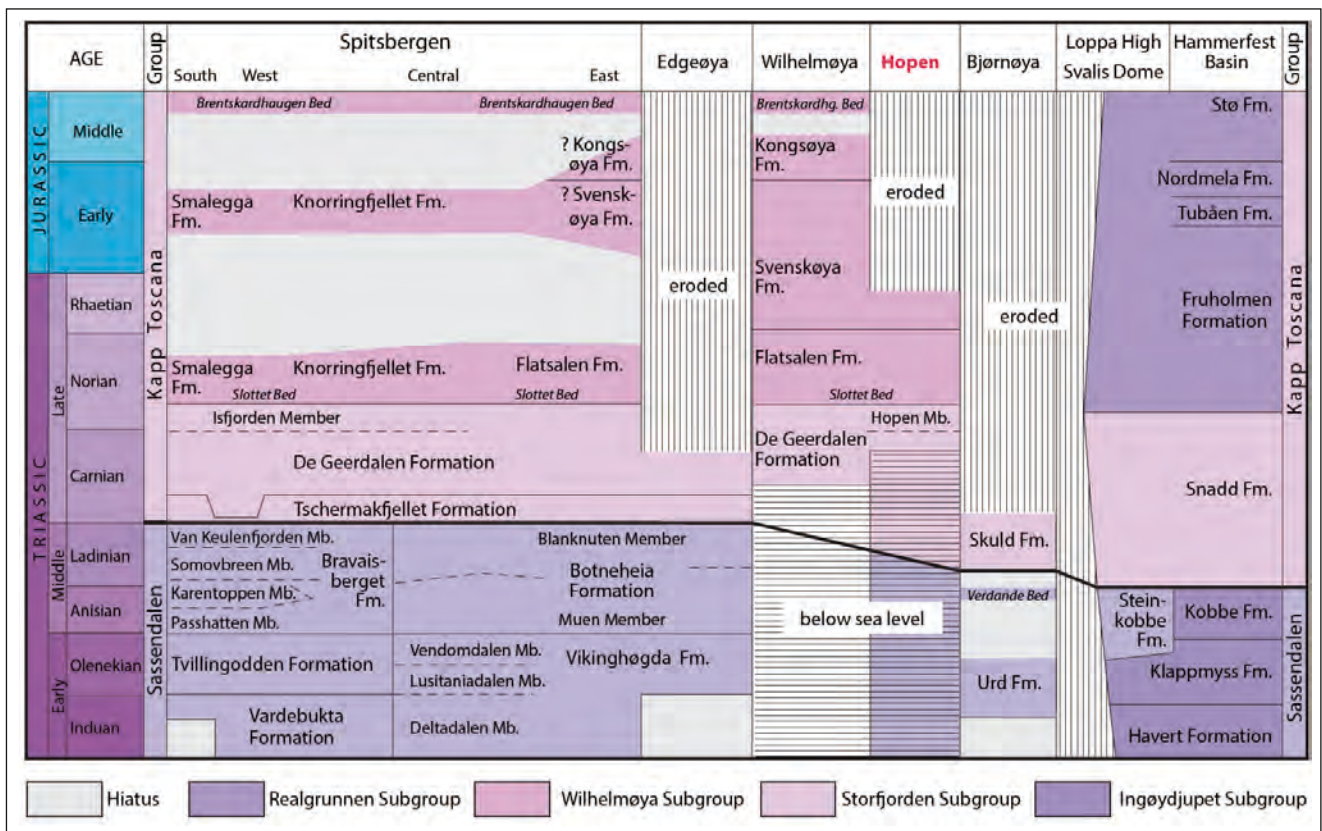 AGE
Group
Spitsbergen
South West Central East
Edgeøya
Wilhelmøya
Hopen
Bjørnøya
Loppa High
Svalis Dome
Hammerfest
Basin
Group
JURASSIC
Middle
Early
TRIASSIC
Late
Rhaetian
Norian
Carnian
Middle
Ladinian
Anisian
Early
Olenekian
Induan
Kapp Toscana
Sassendalen
Brentskardhaugen Bed
Brentskardhaugen Bed
? Kongs-
øya Fm.
Smalegga
Fm.
Knorringfjellet Fm.
? Svensk-
øya Fm.
Smalegga
Fm.
Knorringfjellet Fm.
Flatsalen Fm.
Slottet Bed
Slottet Bed
Isfjorden Member
De Geerdalen Formation
Tschermakfjellet Formation
Van Keulenfjorden Mb.
Somovbreen Mb.
Karentoppen Mb.
Passhatten Mb.
Bravais-
berget
Fm.
Blanknuten Member
Botneheia
Formation
Muen Member
Tvillingodden Formation
Vendomdalen Mb.
Lusitaniadalen Mb.
Vikinghøgda Fm.
Vardebukta
Formation
Deltadalen Mb.
eroded
Brentskardhg. Bed
Kongsøya
Fm.
Svenskøya
Fm.
Flatsalen Fm.
Slottet Bed
De Geerdalen
Formation
below sea level
eroded
Hopen Mb.
eroded
Skuld Fm.
Verdande Bed
Urd Fm.
Stø Fm.
Nordmela Fm.
Tubåen Fm.
Fruholmen
Formation
Snadd Fm.
Stein-
kobbe
Fm.
Kobbe Fm.
Klappmyss Fm.
Havert Formation
Kapp Toscana
Sassendalen
Hiatus
Realgrunnen Subgroup
Wilhelmøya Subgroup
Storfjorden Subgroup
Ingøydjupet Subgroup